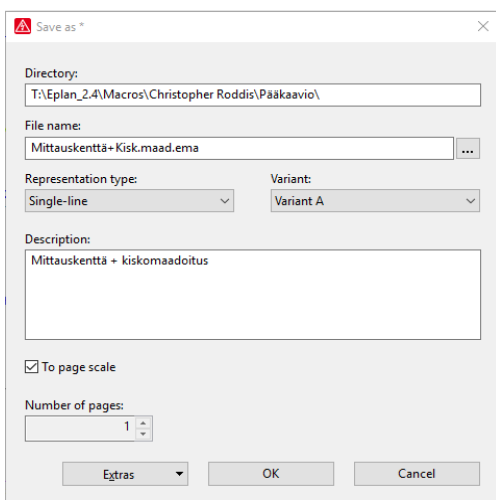 Save as *
Directory:
T:\Eplan_2.4\Macros\Christopher Roddis\Pääkaavio\
File name:
Mittauskenttä+Kisk.maad.ema
...
Representation type: Variant:
Single-line Variant A
Description:
Mittauskenttä + kiskomaadoitus
To page scale
Number of pages:
1
Extras OK Cancel